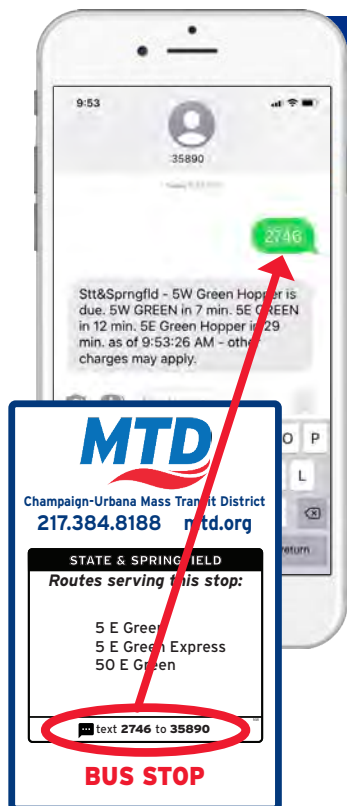 9:53
35890
2746
Stt&Sprngfld - 5W Green Hopper is
due. 5W GREEN in 7 min. 5E GREEN
in 12 min. 5E Green Hopper in 29
min. as of 9:53:26 AM - other
charges may apply.
O P
L
return
MTD
Champaign-Urbana Mass Transit District
217.384.8188 mtd.org
STATE & SPRINGFIELD
Routes serving this stop:
5 E Green
5 E Green Express
50 E Green
text 2746 to 35890
BUS STOP